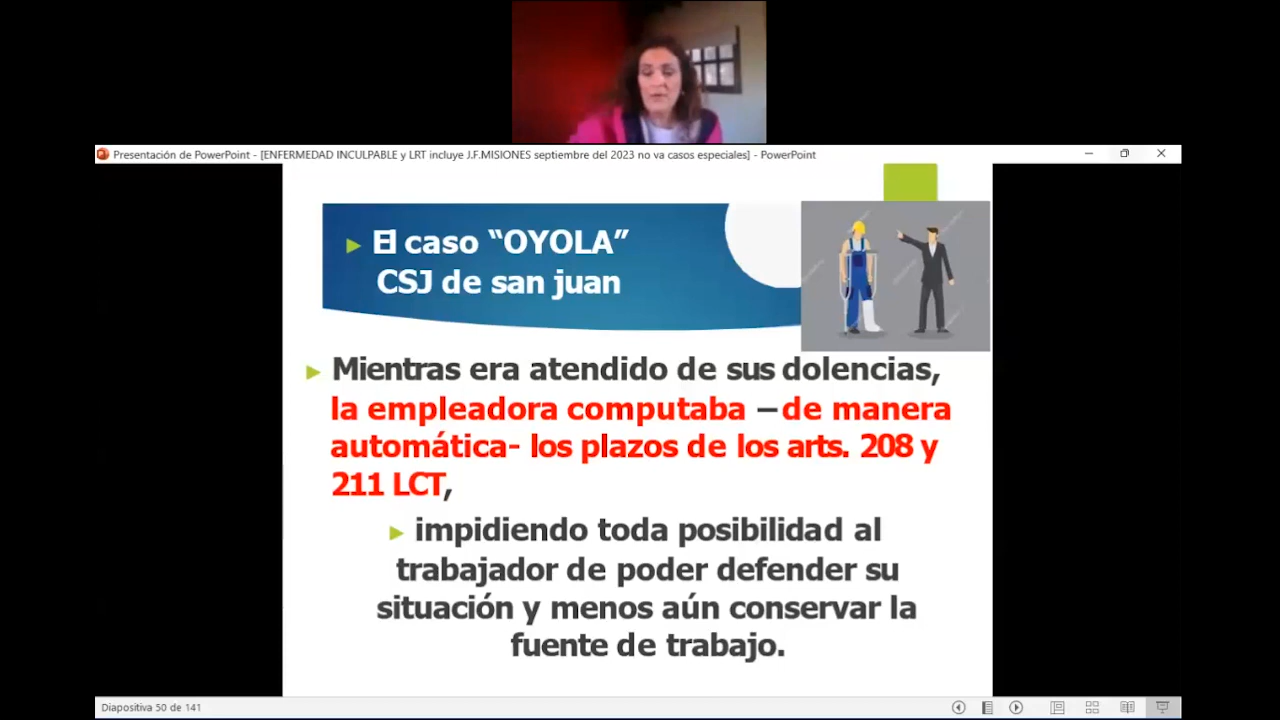 Presentación de PowerPoint - [ENFERMEDAD INCULPABLE y LRT incluye J.F.MISIONES septiembre del 2023 no va casos especiales] - PowerPoint
El caso “OYOLA”
CSJ de san juan
Mientras era atendido de sus dolencias,
la empleadora computaba –de manera
automática- los plazos de los arts. 208 y
211 LCT,
impidiendo toda posibilidad al
trabajador de poder defender su
situación y menos aún conservar la
fuente de trabajo.
Diapositiva 50 de 141